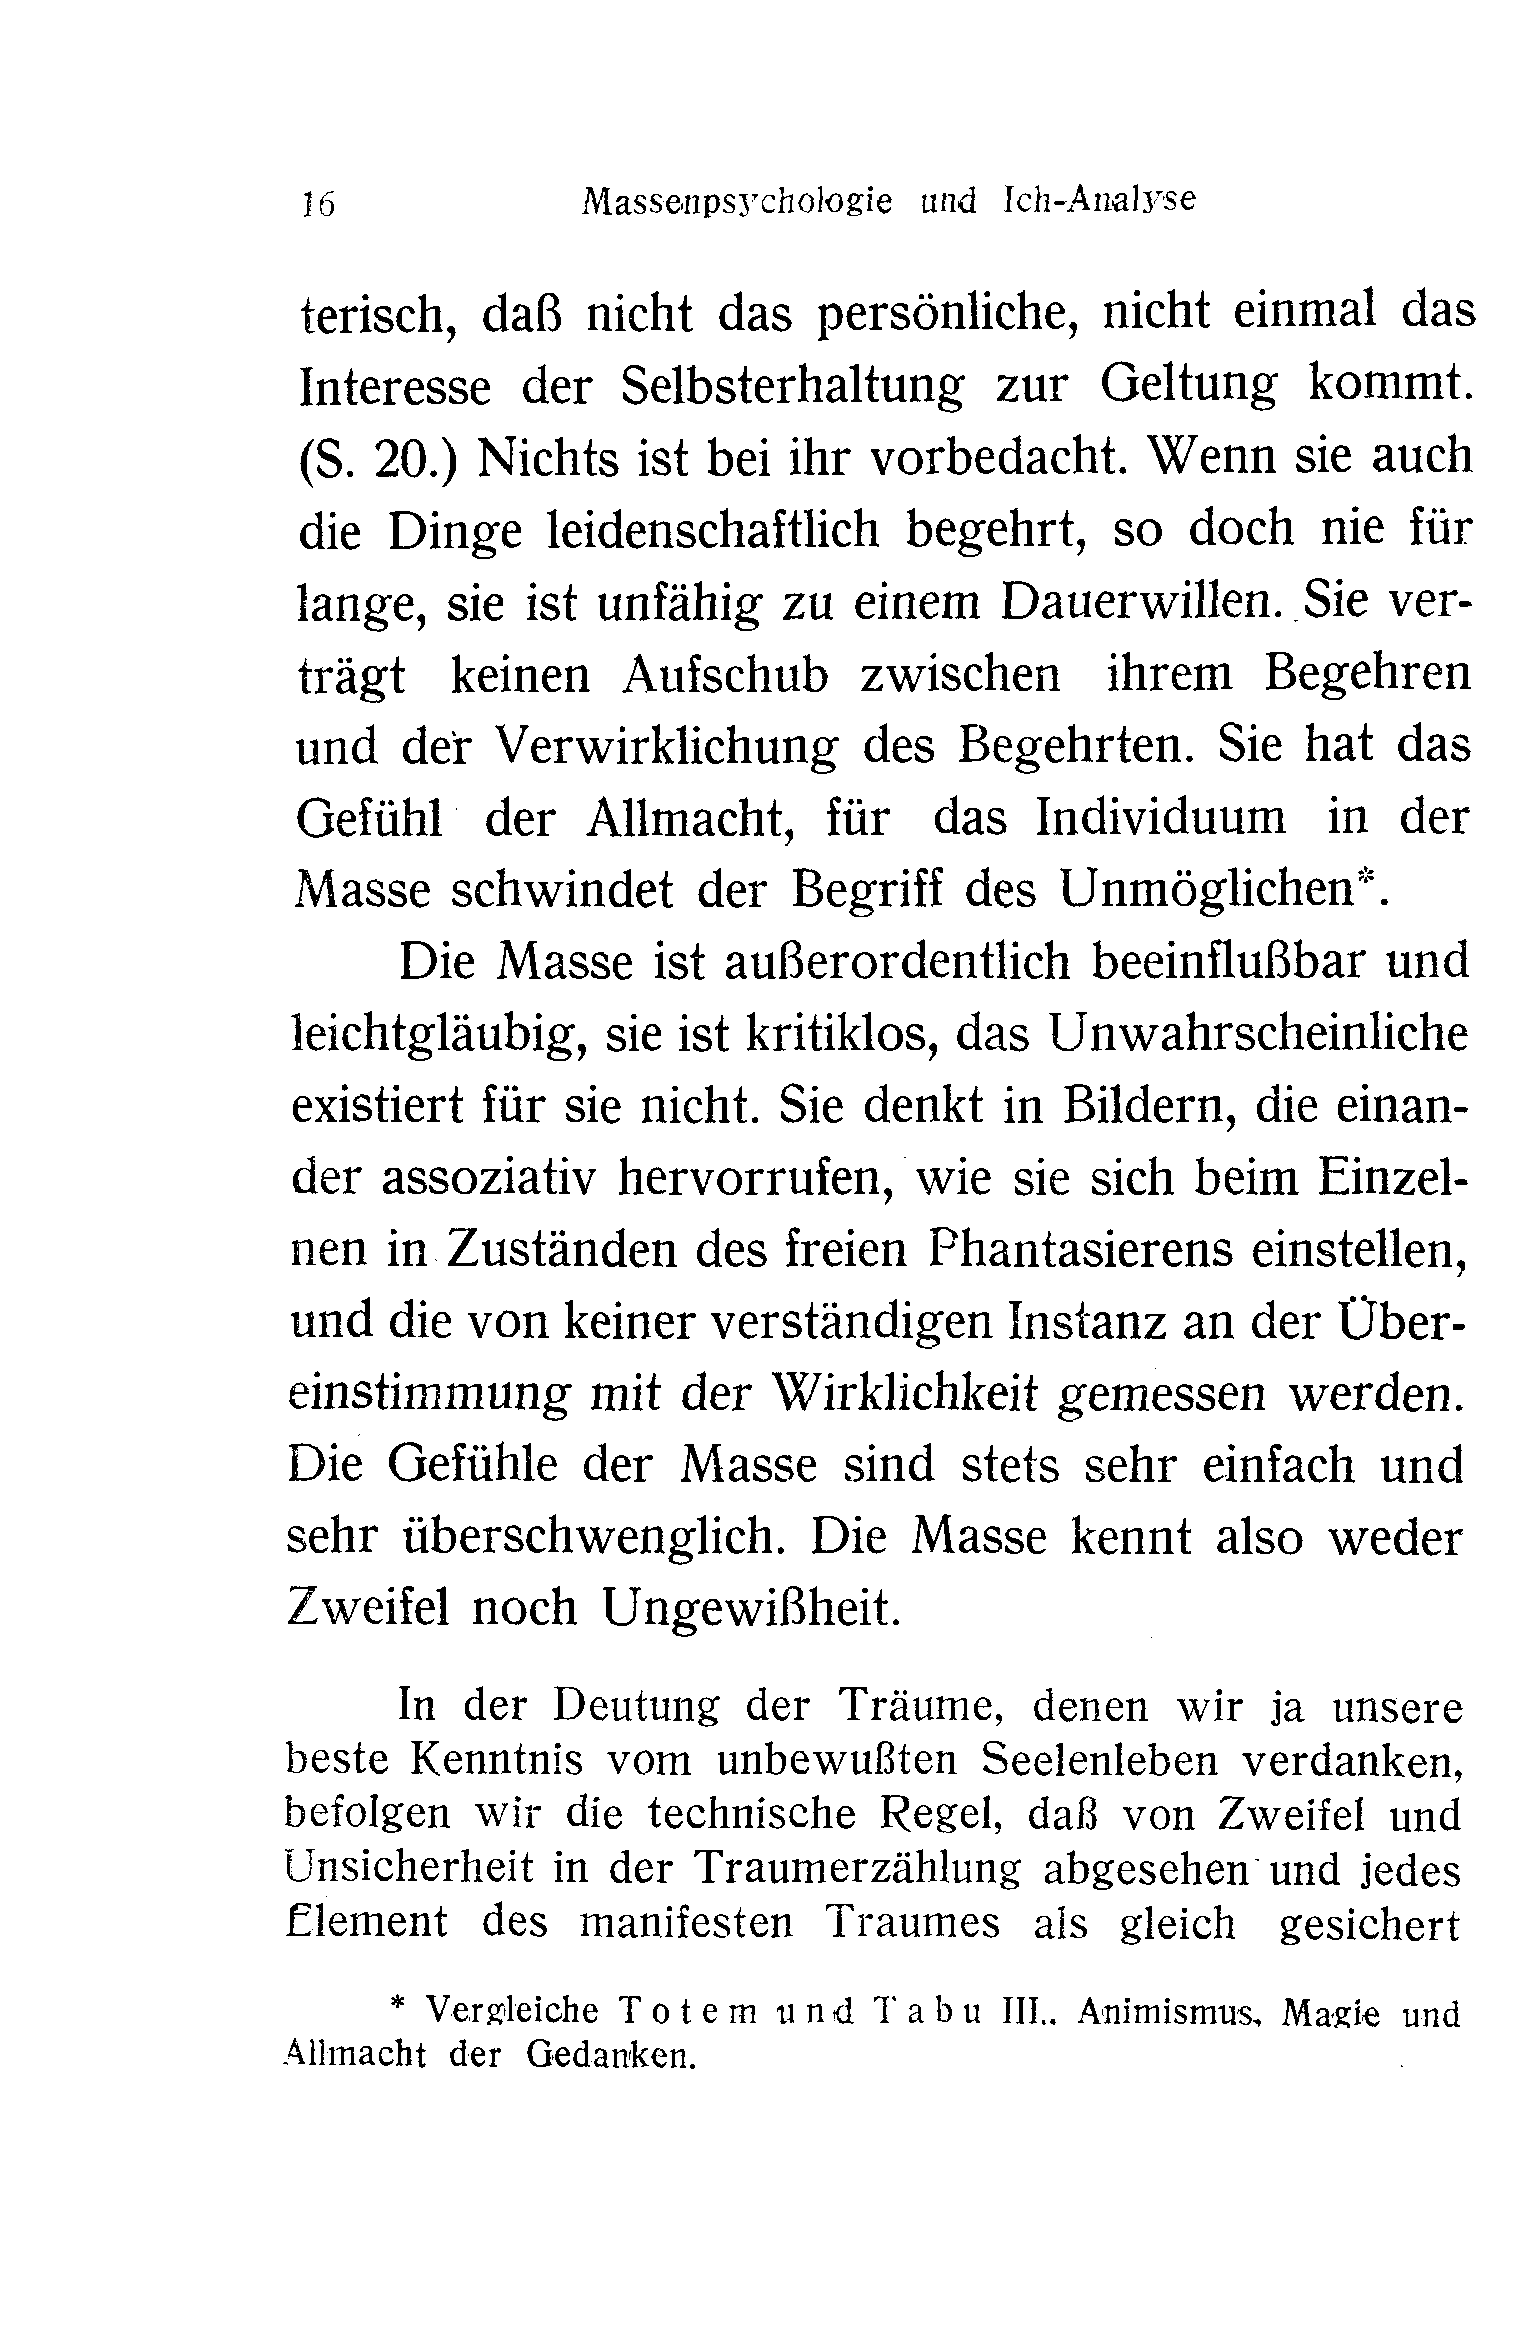 16 Massenpsychologie und Ich-Analyse
terisch, daß nicht das persönliche, nicht einmal das
Interesse der Selbsterhaltung zur Geltung kommt.
(S. 20.) Nichts ist bei ihr vorbedacht. Wenn sie auch
die Dinge leidenschaftlich begehrt, so doch nie für
lange, sie ist unfähig zu einem Dauerwillen. Sie ver-
trägt keinen Aufschub zwischen ihrem Begehren
und der Verwirklichung des Begehrten. Sie hat das
Gefühl der Allmacht, für das Individuum in der
Masse schwindet der Begriff des Unmöglichen*.
Die Masse ist außerordentlich beeinflußbar und
leichtgläubig, sie ist kritiklos, das Unwahrscheinliche
existiert für sie nicht. Sie denkt in Bildern, die einan-
der assoziativ hervorrufen, wie sie sich beim Einzel-
nen in Zuständen des freien Phantasierens einstellen,
und die von keiner verständigen Instanz an der Über-
einstimmung mit der Wirklichkeit gemessen werden.
Die Gefühle der Masse sind stets sehr einfach und
sehr überschwenglich. Die Masse kennt also weder
Zweifel noch Ungewißheit.
In der Deutung der Träume, denen wir ja unsere
beste Kenntnis vom unbewußten Seelenleben verdanken,
befolgen wir die technische Regel, daß von Zweifel und
Unsicherheit in der Traumerzählung abgesehen und jedes
Element des manifesten Traumes als gleich gesichert
* Vergleiche Totem und Tabu III., Animismus, Magie und
Allmacht der Gedanken.